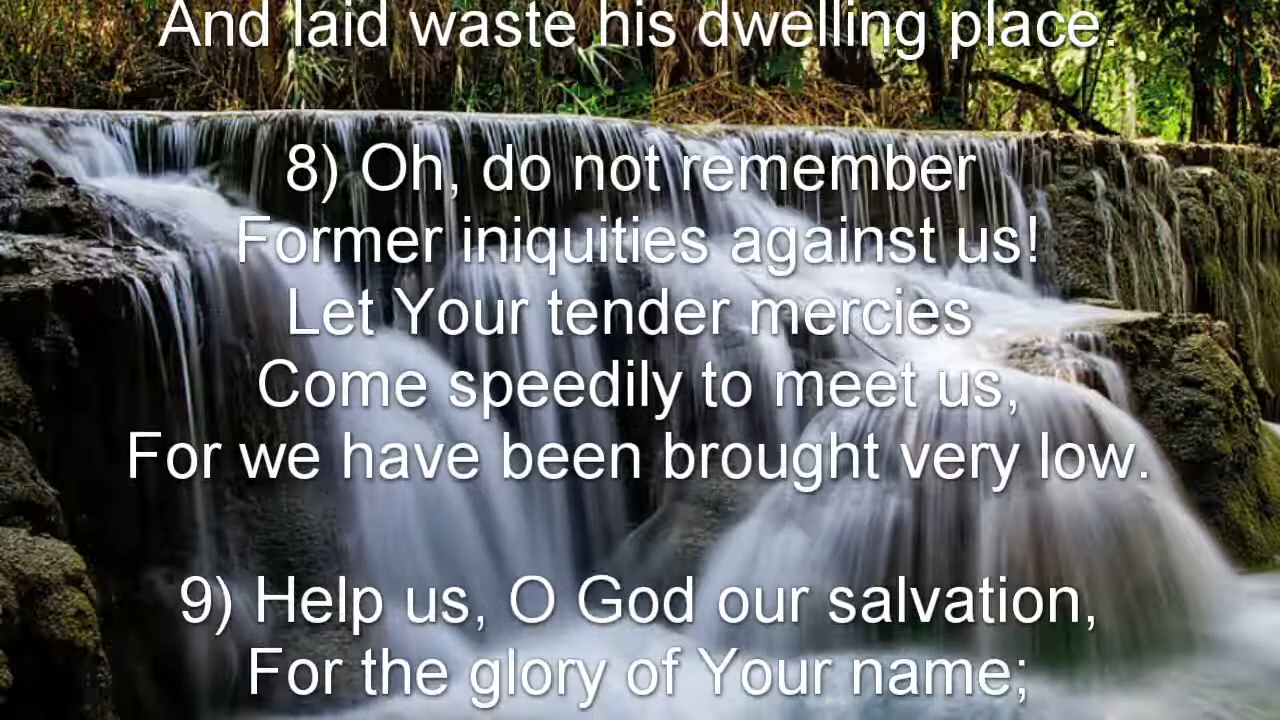 And laid waste his dwelling place.
8) Oh, do not remember
Former iniquities against us!
Let Your tender mercies
Come speedily to meet us,
For we have been brought very low.
9) Help us, O God our salvation,
For the glory of Your name;